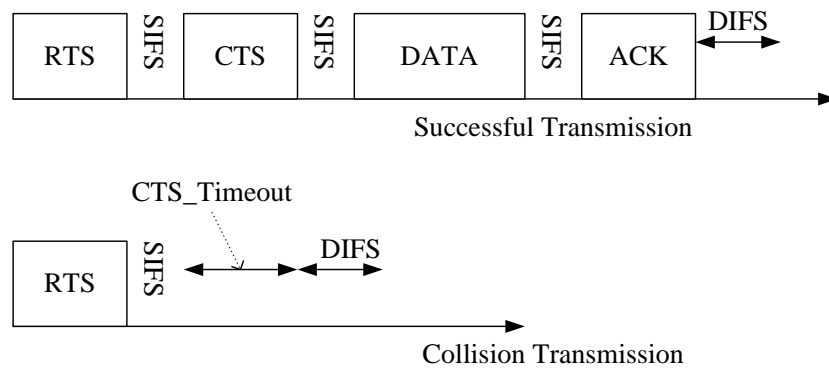 RTS SIFS CTS SIFS DATA SIFS ACK DIFS
Successful Transmission
CTS_Timeout
RTS SIFS DIFS
Collision Transmission